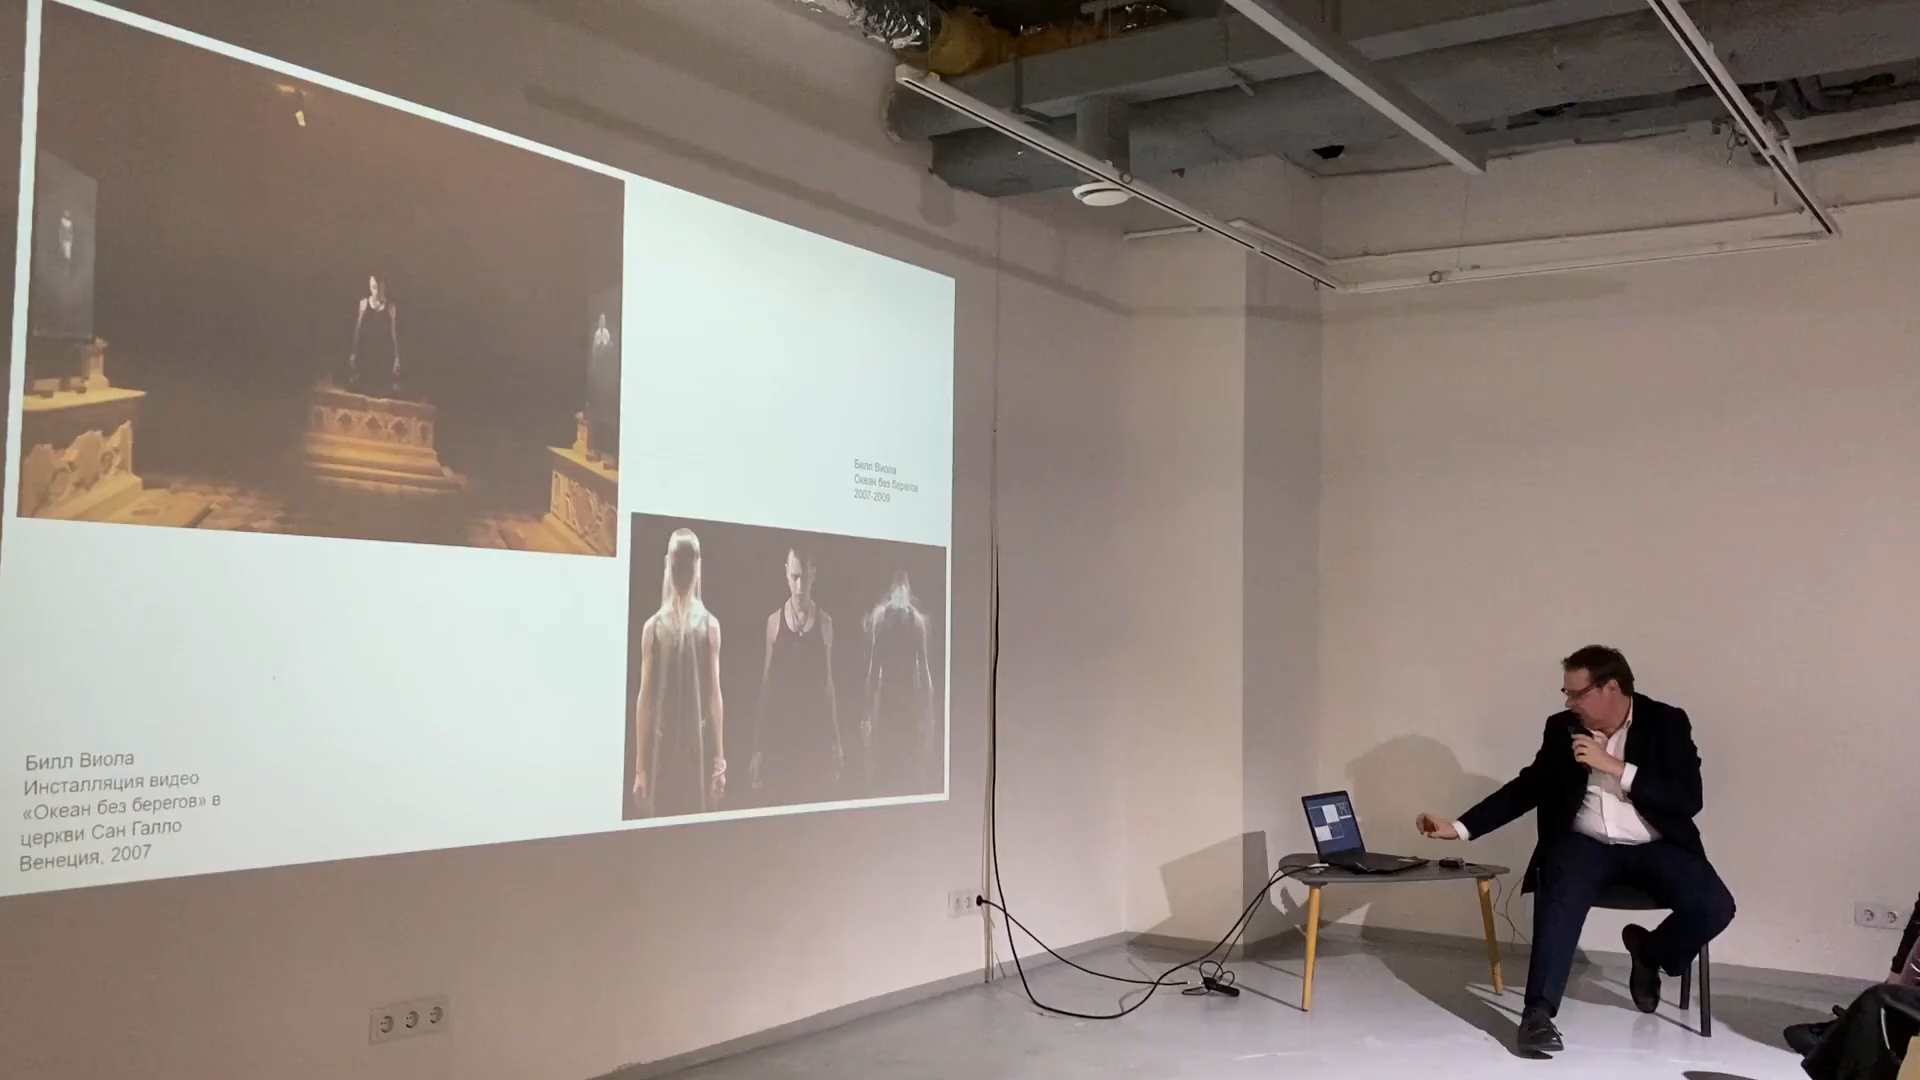 Билл Виола
Океан без берегов
2007-2009
Билл Виола
Инсталляция видео
«Океан без берегов» в
церкви Сан Галло
Венеция, 2007